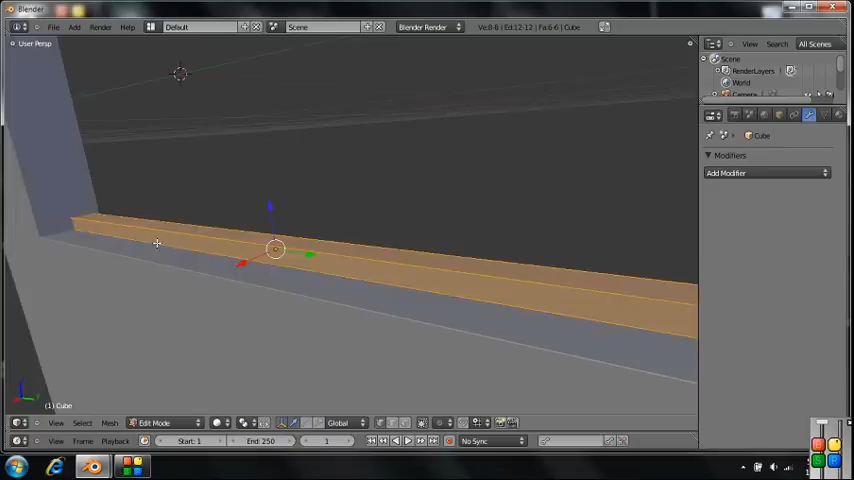 Blender
File Add Render Help
Default
Scene
Blender Render
Ve:8-8 | Ed:12-12 | Fa:6-6 | Cube
View Search All Scenes
User Persp
Scene
RenderLayers
World
Camera
Cube
Modifiers
Add Modifier
(1) Cube
View Select Mesh
Edit Mode
Global
View Frame Playback
Start: 1
End: 250
1
No Sync